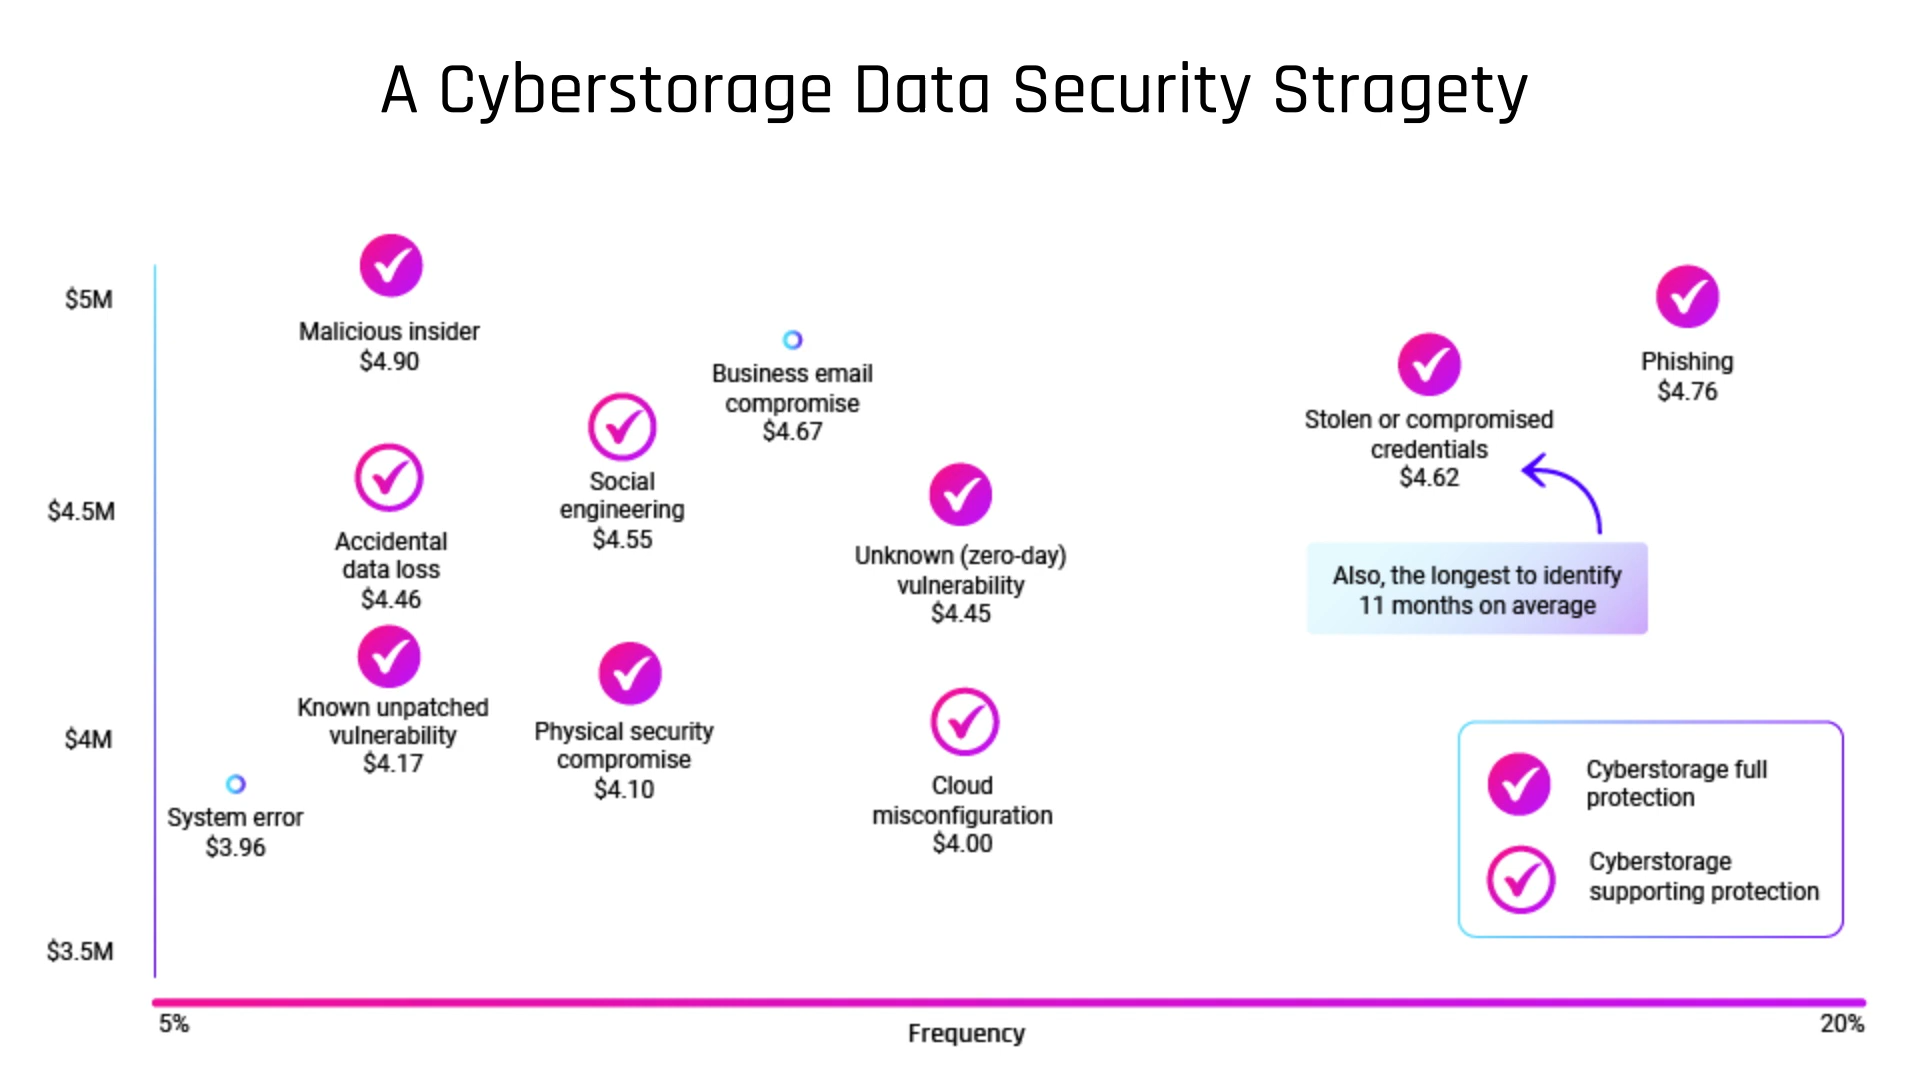 A Cyberstorage Data Security Stragety
$5M
$4.5M
$4M
$3.5M
Malicious insider
$4.90
Accidental
data loss
$4.46
Known unpatched
vulnerability
$4.17
System error
$3.96
Social
engineering
$4.55
Physical security
compromise
$4.10
Business email
compromise
$4.67
Unknown (zero-day)
vulnerability
$4.45
Cloud
misconfiguration
$4.00
Stolen or compromised
credentials
$4.62
Phishing
$4.76
Also, the longest to identify
11 months on average
Cyberstorage full
protection
Cyberstorage
supporting protection
5%
Frequency
20%